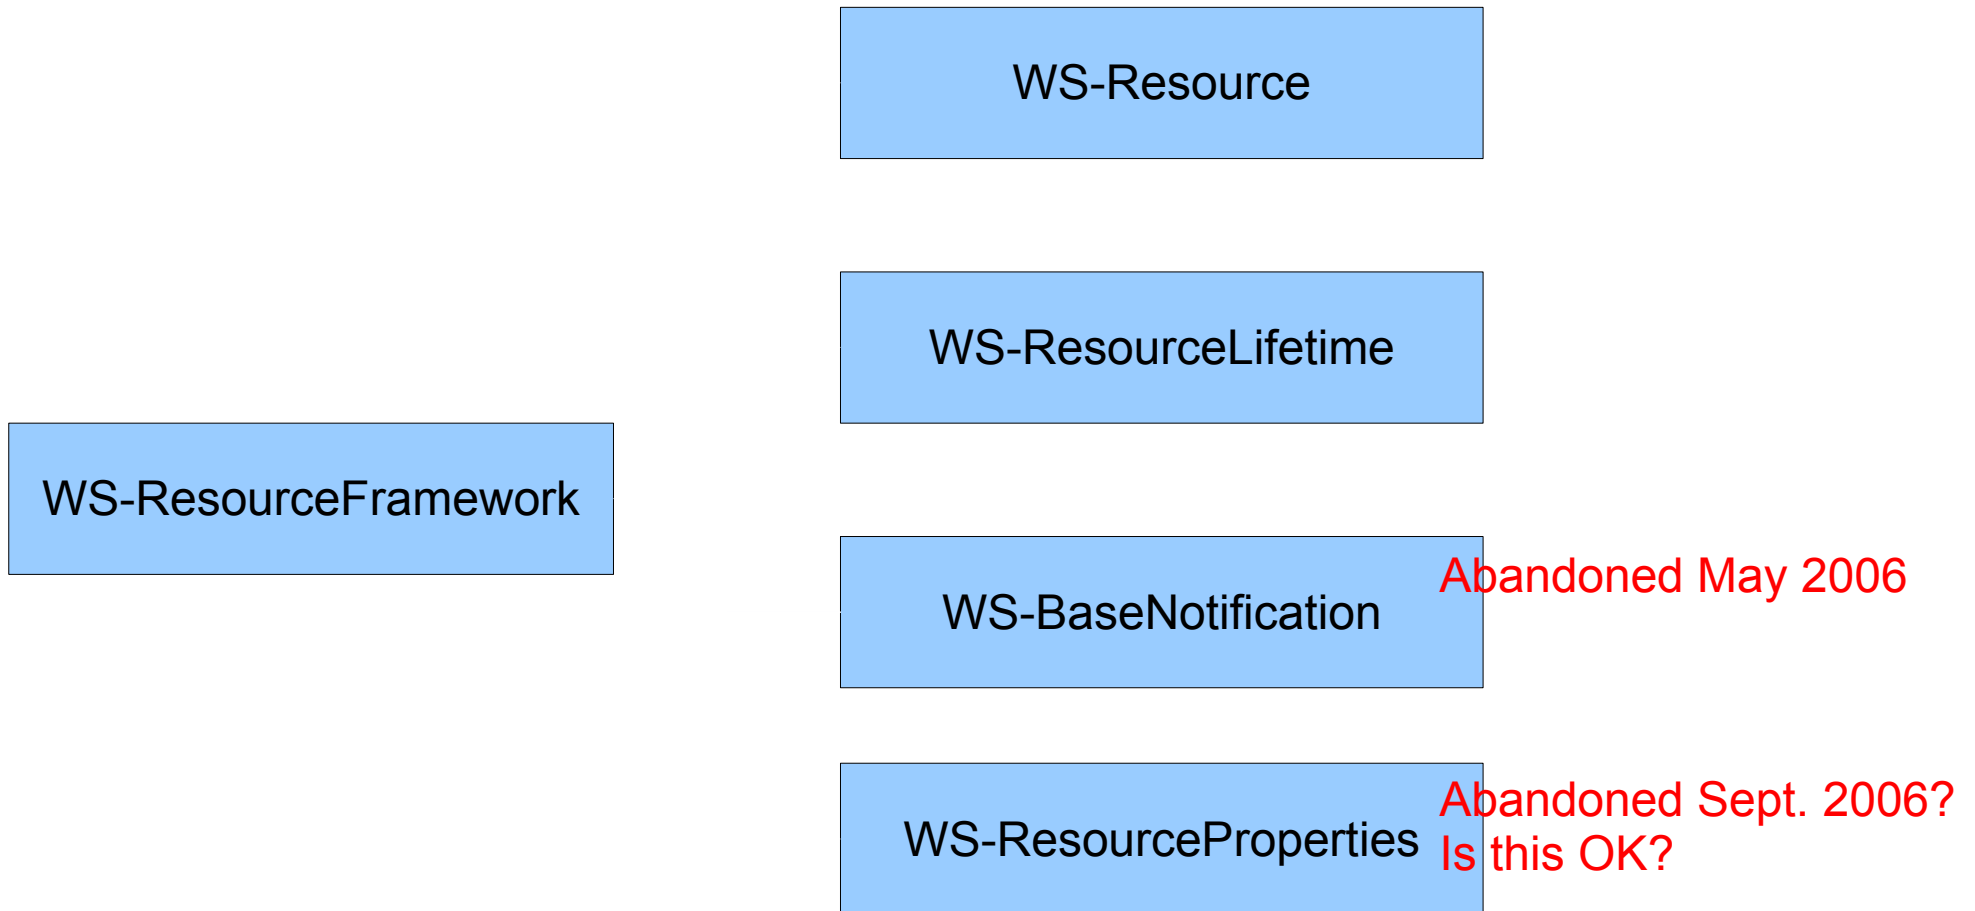 WS-Resource
WS-ResourceLifetime
WS-ResourceFramework
WS-BaseNotification
Abandoned May 2006
WS-ResourceProperties
Abandoned Sept. 2006?
Is this OK?